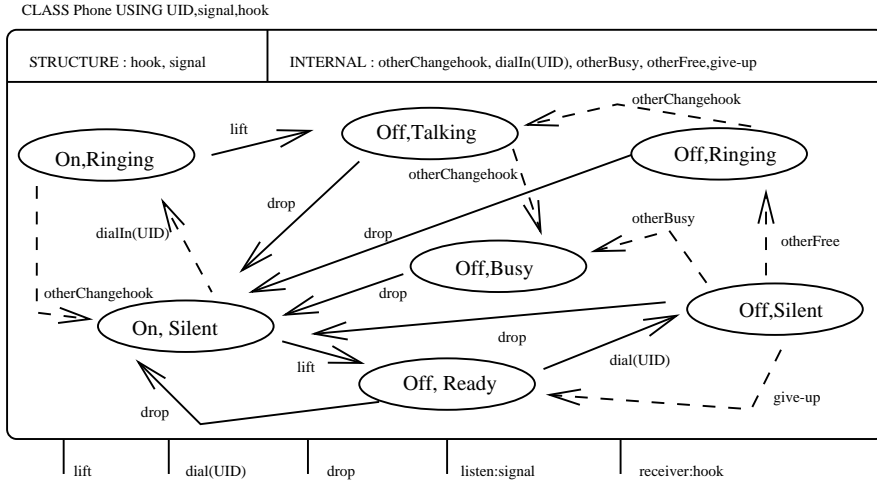 CLASS Phone USING UID,signal,hook
STRUCTURE : hook, signal
INTERNAL : otherChangehook, dialIn(UID), otherBusy, otherFree,give-up
otherChangehook
lift
Off,Talking
On,Ringing
Off,Ringing
otherChangehook
drop
drop
otherBusy
dialIn(UID)
otherFree
Off,Busy
otherChangehook
drop
Off,Silent
On, Silent
drop
lift
dial(UID)
Off, Ready
give-up
drop
lift
dial(UID)
drop
listen:signal
receiver:hook